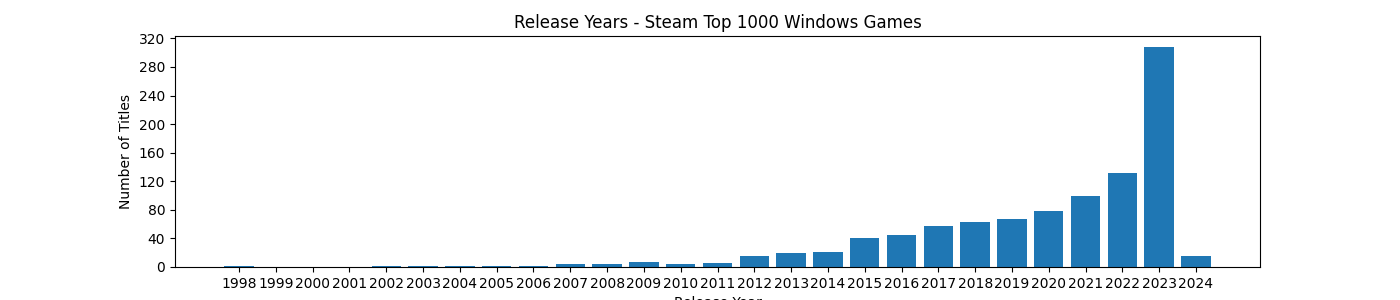 Release Years - Steam Top 1000 Windows Games
320
280
240
200
160
120
80
40
0
Number of Titles
1998 1999 2000 2001 2002 2003 2004 2005 2006 2007 2008 2009 2010 2011 2012 2013 2014 2015 2016 2017 2018 2019 2020 2021 2022 2023 2024
Release Year